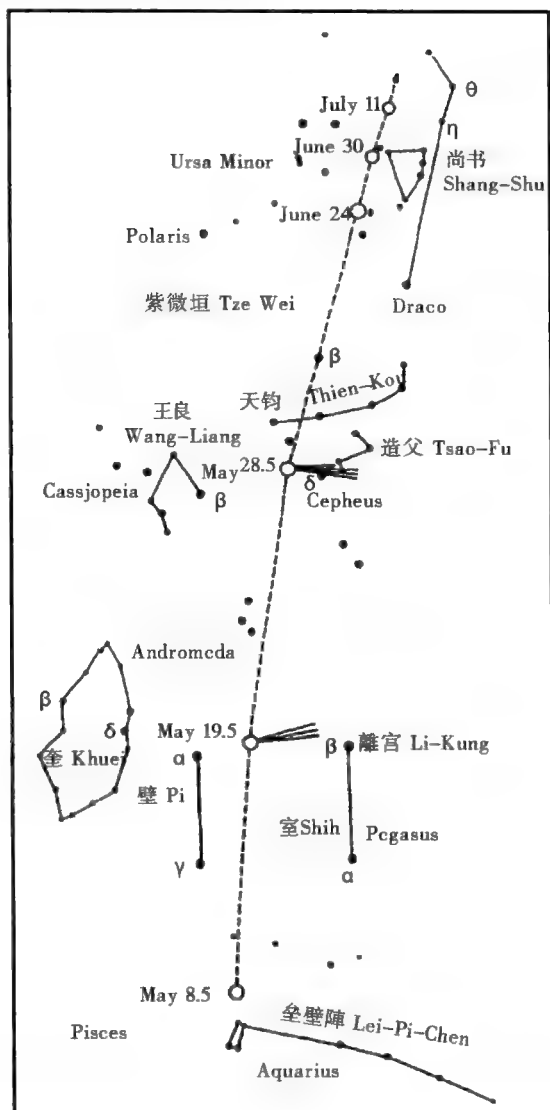 θ
July 11
η
June 30
尚书
Ursa Minor
Shang-Shu
June 24
Polaris
紫微垣 Tze Wei
Draco
β
Thien-Kou
天钧
王良
Wang-Liang
造父 Tsao-Fu
May 28.5
Cassjopeia
β
δ
Cepheus
Andromcda
β
δ
May 19.5
β
離宫 Li-Kung
奎 Khuei
α
壁 Pi
室Shih
Pcgasus
γ
α
May 8.5
垒壁陣 Lei-Pi-Chen
Pisces
Aquarius